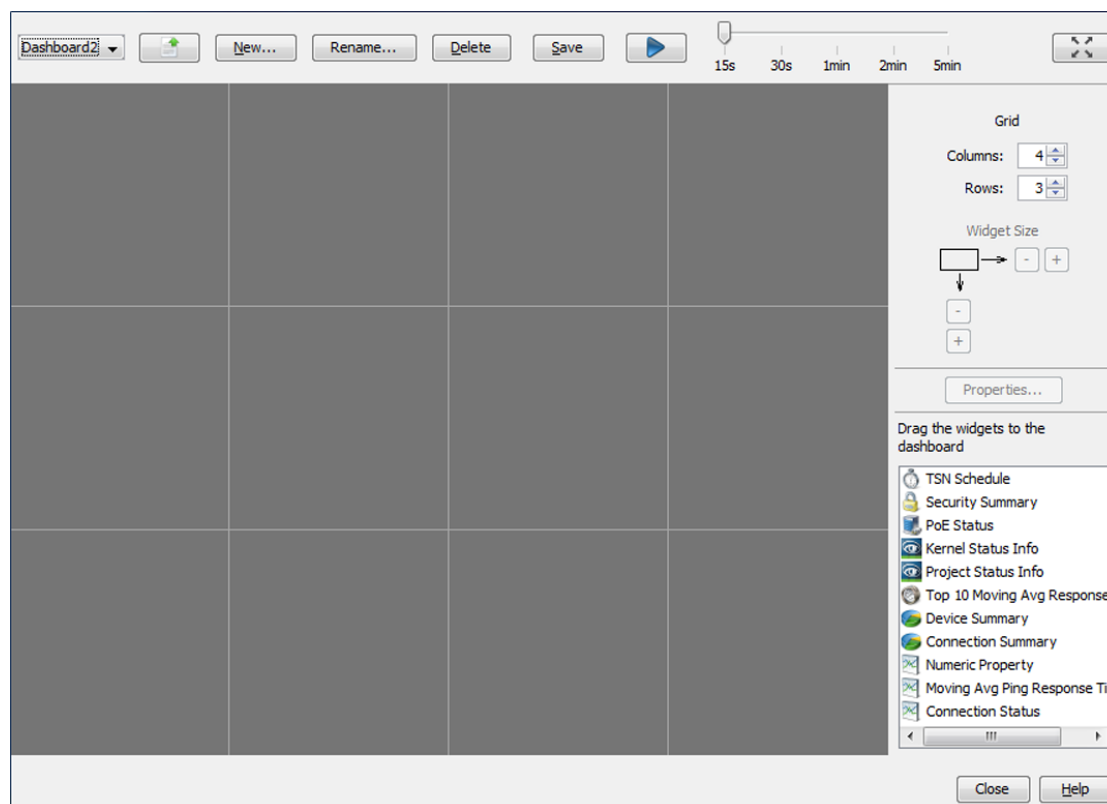 Dashboard2 New... Rename... Delete Save
15s 30s 1min 2min 5min
Grid
Columns: 4
Rows: 3
Widget Size
- +
-
+
Properties...
Drag the widgets to the
dashboard
TSN Schedule
Security Summary
PoE Status
Kernel Status Info
Project Status Info
Top 10 Moving Avg Response
Device Summary
Connection Summary
Numeric Property
Moving Avg Ping Response Ti
Connection Status
Close Help